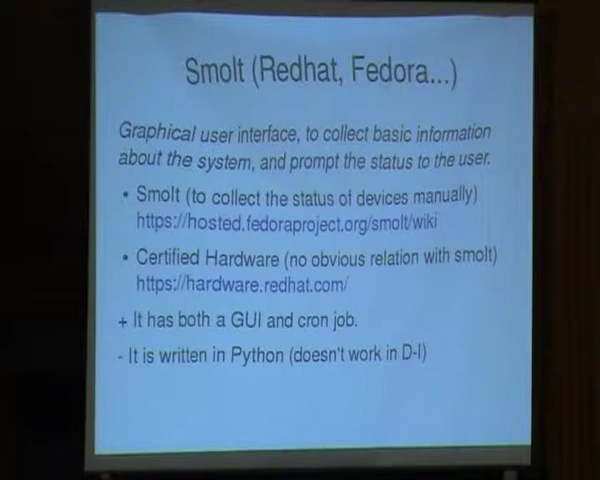 Smolt (Redhat, Fedora...)
Graphical user interface, to collect basic information
about the system, and prompt the status to the user.
• Smolt (to collect the status of devices manually)
https://hosted.fedoraproject.org/smolt/wiki
• Certified Hardware (no obvious relation with smolt)
https://hardware.redhat.com/
+ It has both a GUI and cron job.
- It is written in Python (doesn't work in D-I)